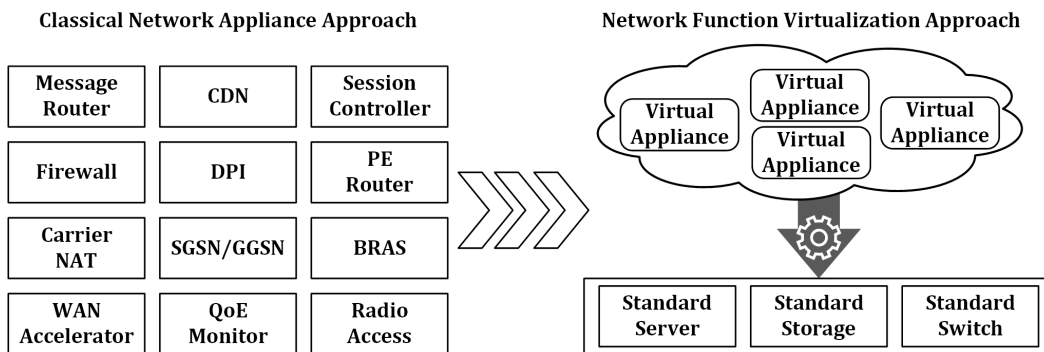 Classical Network Appliance Approach
Message
Router
CDN
Session
Controller
Firewall
DPI
PE
Router
Carrier
NAT
SGSN/GGSN
BRAS
WAN
Accelerator
QoE
Monitor
Radio
Access
Network Function Virtualization Approach
Virtual
Appliance
Virtual
Appliance
Virtual
Appliance
Virtual
Appliance
Standard
Server
Standard
Storage
Standard
Switch